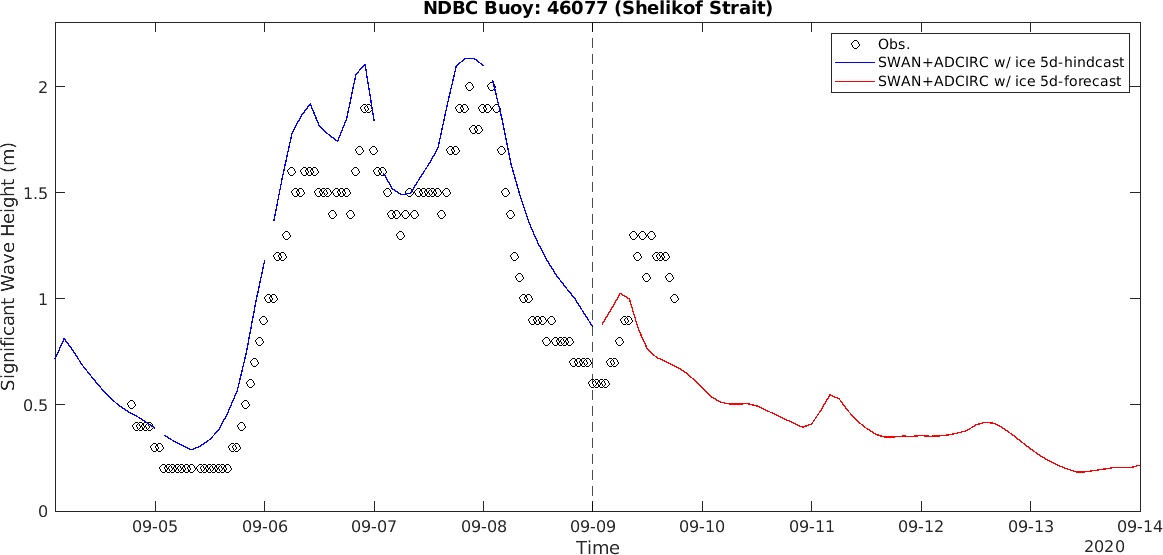 NDBC Buoy: 46077 (Shelikof Strait)
Obs.
SWAN+ADCIRC w/ ice 5d-hindcast
SWAN+ADCIRC w/ ice 5d-forecast
Significant Wave Height (m)
2
1.5
1
0.5
0
09-05 09-06 09-07 09-08 09-09 09-10 09-11 09-12 09-13 09-14
Time
2020